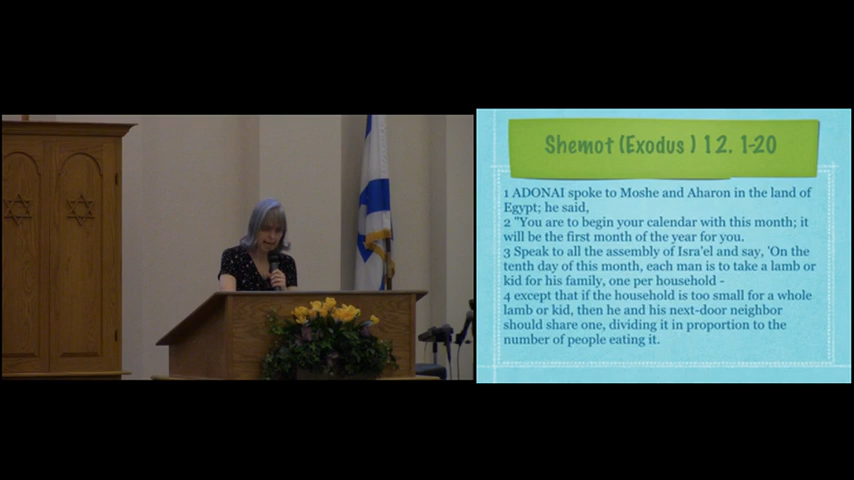 Shemot (Exodus ) 12. 1-20
1 ADONAI spoke to Moshe and Aharon in the land of
Egypt; he said,
2 "You are to begin your calendar with this month; it
will be the first month of the year for you.
3 Speak to all the assembly of Isra'el and say, 'On the
tenth day of this month, each man is to take a lamb or
kid for his family, one per household -
4 except that if the household is too small for a whole
lamb or kid, then he and his next-door neighbor
should share one, dividing it in proportion to the
number of people eating it.